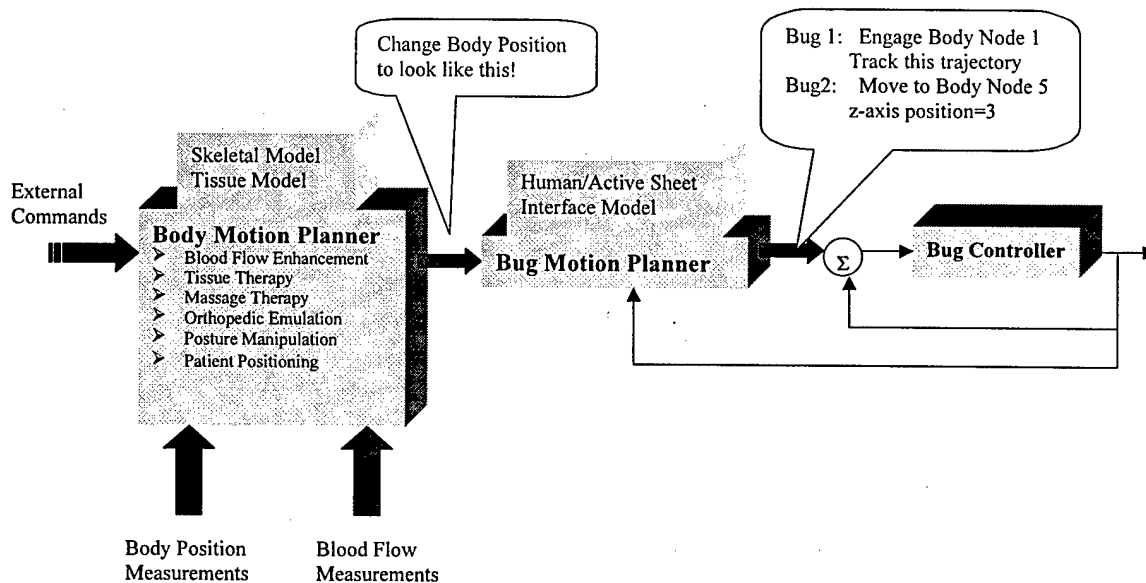 Change Body Position
to look like this!
Bug 1: Engage Body Node 1
Track this trajectory
Bug2: Move to Body Node 5
z-axis position=3
External
Commands
Skeletal Model
Tissue Model
Body Motion Planner
➤ Blood Flow Enhancement
➤ Tissue Therapy
➤ Massage Therapy
➤ Orthopedic Emulation
➤ Posture Manipulation
➤ Patient Positioning
Human/Active Sheet
Interface Model
Bug Motion Planner
Σ
Bug Controller
Body Position
Measurements
Blood Flow
Measurements